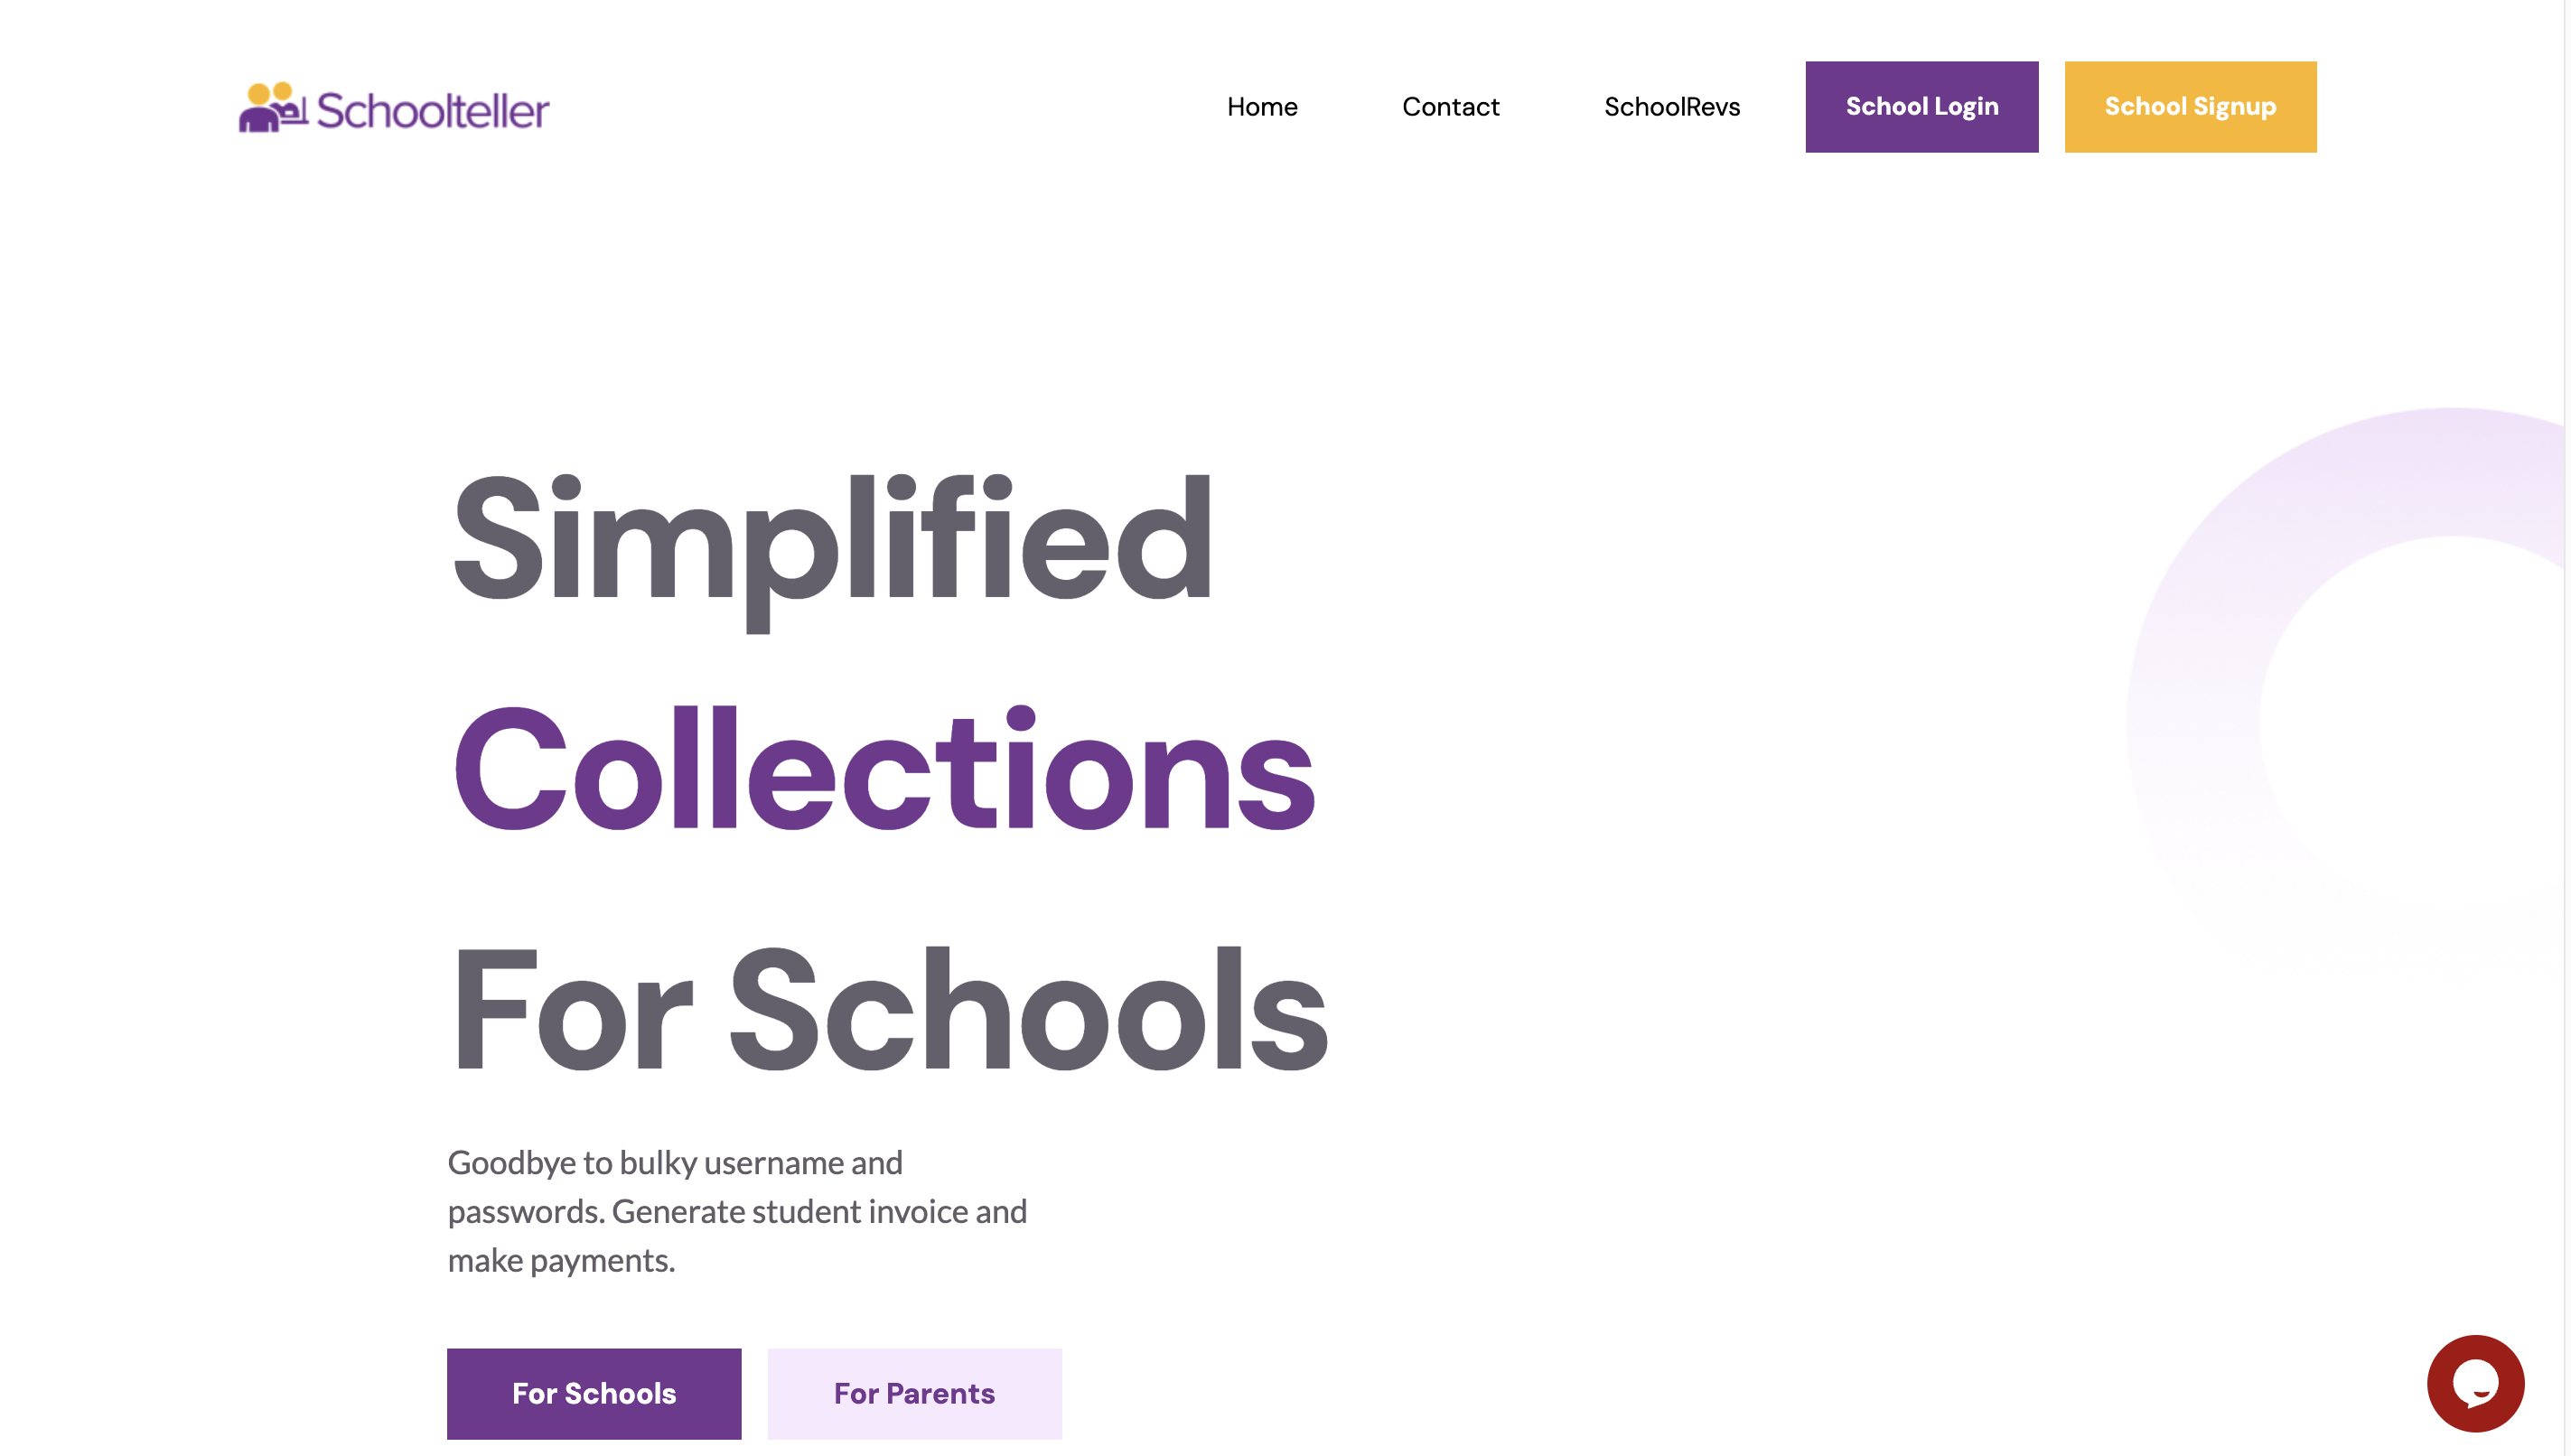 Schoolteller
Home
Contact
SchoolRevs
School Login
School Signup
Simplified
Collections
For Schools
Goodbye to bulky username and
passwords. Generate student invoice and
make payments.
For Schools
For Parents